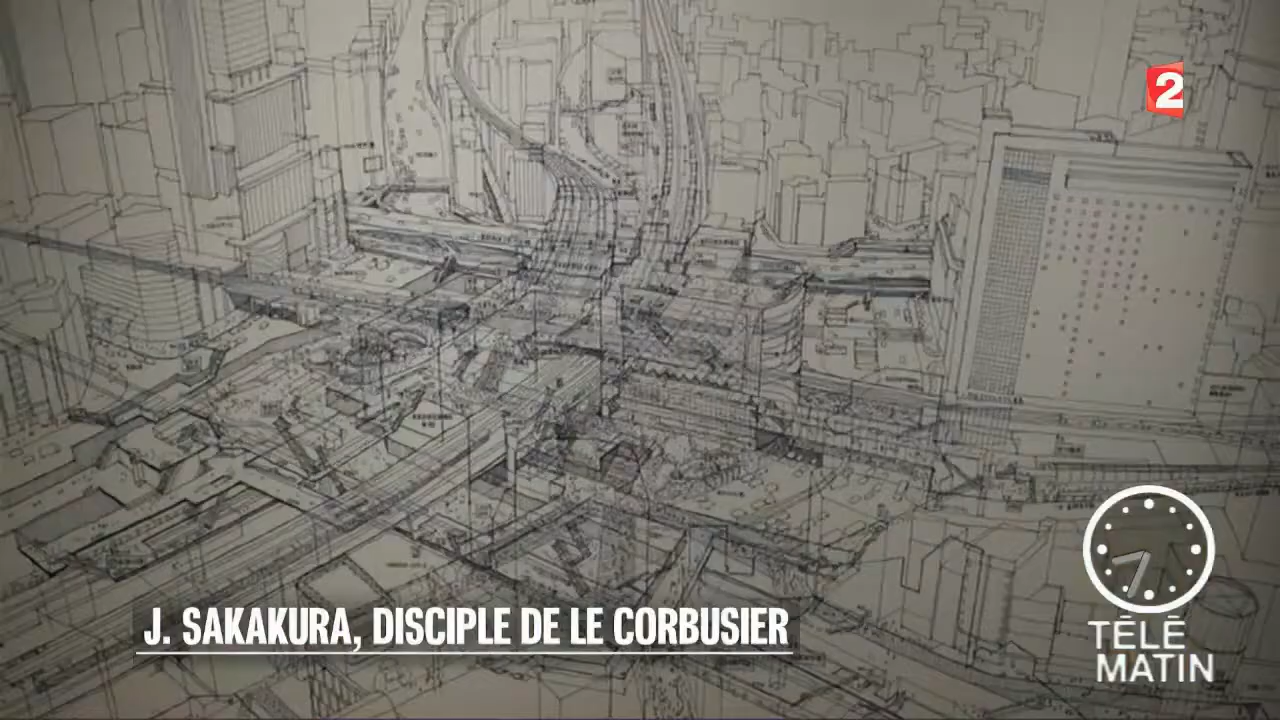 2
J. SAKAKURA, DISCIPLE DE LE CORBUSIER
TÉLÉ
MATIN